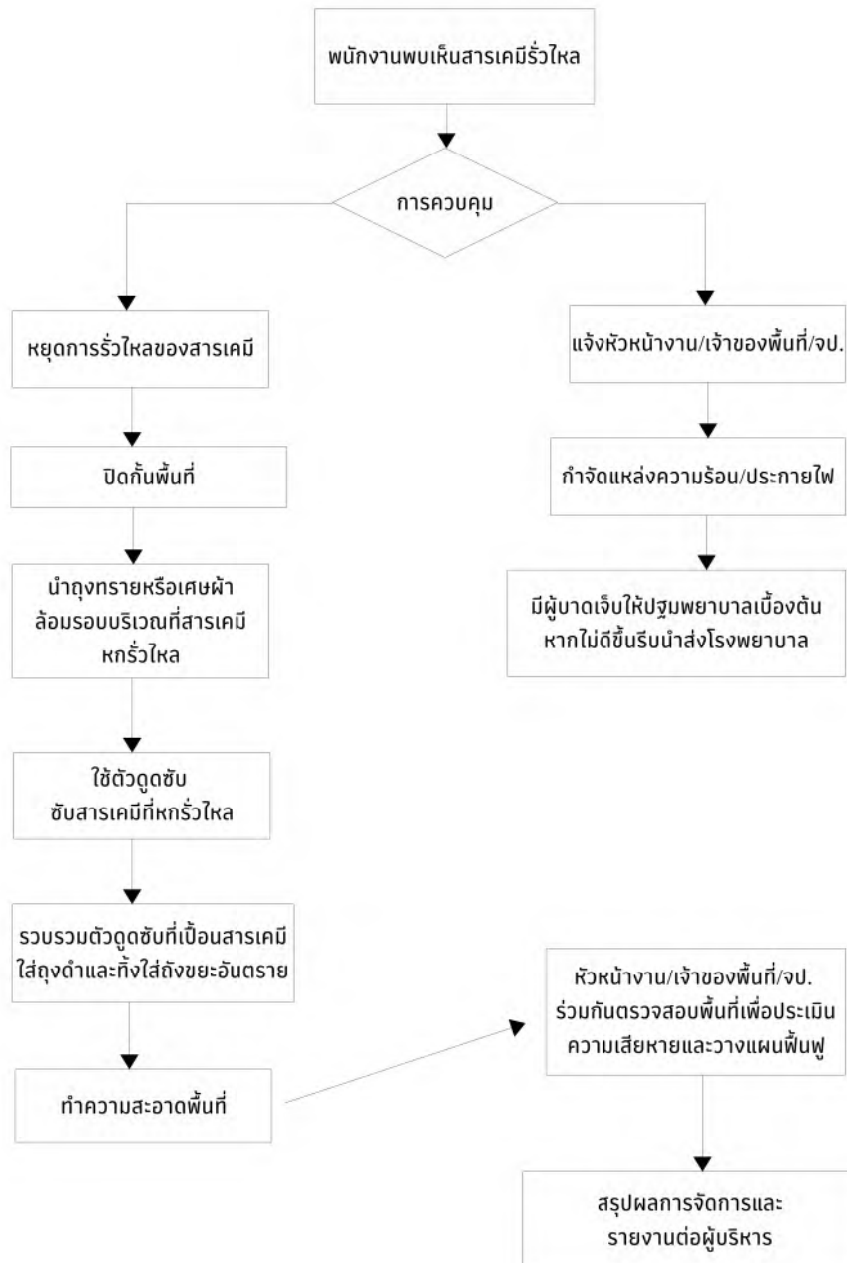 พนักงานพบเห็นสารเคมีรั่วไหล
การควบคุม
หยุดการรั่วไหลของสารเคมี
แจ้งหัวหน้างาน/เจ้าของพื้นที่/จป.
ปิดกั้นพื้นที่
กำจัดแหล่งความร้อน/ประกายไฟ
นำถุงทรายหรือเศษผ้า
ล้อมรอบบริเวณที่สารเคมี
หกรั่วไหล
มีผู้บาดเจ็บให้ปฐมพยาบาลเบื้องต้น
หากไม่ดีขึ้นรีบนำส่งโรงพยาบาล
ใช้ตัวดูดซับ
ซับสารเคมีที่หกรั่วไหล
รวบรวมตัวดูดซับที่เปื้อนสารเคมี
ใส่ถุงดำและทิ้งใส่ถังขยะอันตราย
ทำความสะอาดพื้นที่
หัวหน้างาน/เจ้าของพื้นที่/จป.
ร่วมกันตรวจสอบพื้นที่เพื่อประเมิน
ความเสียหายและวางแผนฟื้นฟู
สรุปผลการจัดการและ
รายงานต่อผู้บริหาร